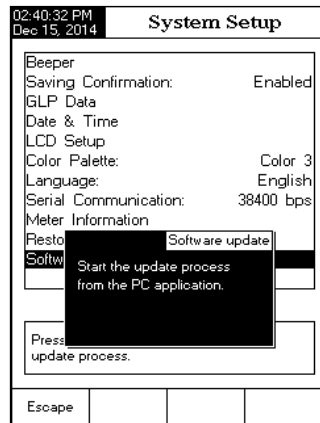 02:40:32 PM
Dec 15, 2014
System Setup
Beeper
Saving Confirmation: Enabled
GLP Data
Date & Time
LCD Setup
Color Palette: Color 3
Language: English
Serial Communication: 38400 bps
Meter Information
Resto
Softw
Software update
Start the update process
from the PC application.
Press
update process.
Escape